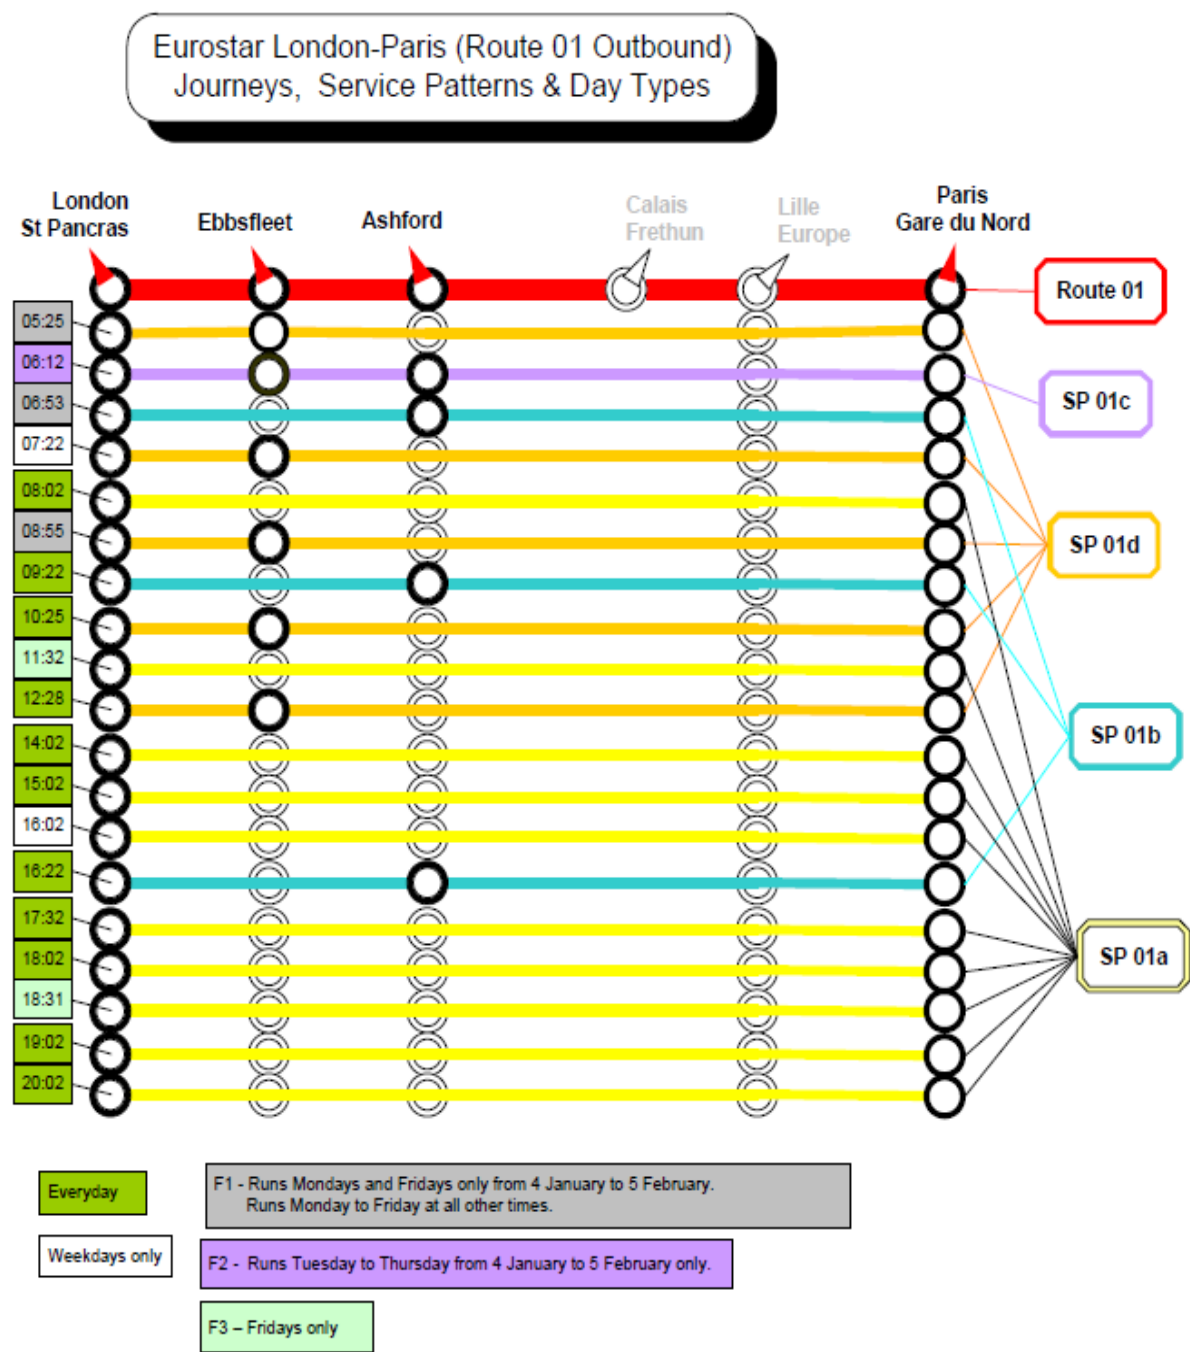 Eurostar London-Paris (Route 01 Outbound)
Journeys, Service Patterns & Day Types
London
St Pancras
Ebbsfleet
Ashford
Calais
Frethun
Lille
Europe
Paris
Gare du Nord
Route 01
05:25
06:12
SP 01c
06:53
07:22
08:02
08:55
SP 01d
09:22
10:25
11:32
12:28
SP 01b
14:02
15:02
16:02
16:22
17:32
18:02
SP 01a
18:31
19:02
20:02
Everyday
F1 - Runs Mondays and Fridays only from 4 January to 5 February.
Runs Monday to Friday at all other times.
Weekdays only
F2 - Runs Tuesday to Thursday from 4 January to 5 February only.
F3 – Fridays only